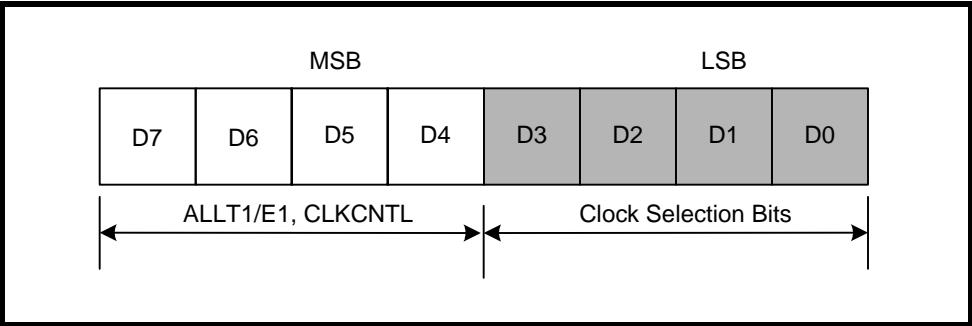 MSB LSB
D7 D6 D5 D4 D3 D2 D1 D0
ALLT1/E1, CLKCNTL Clock Selection Bits